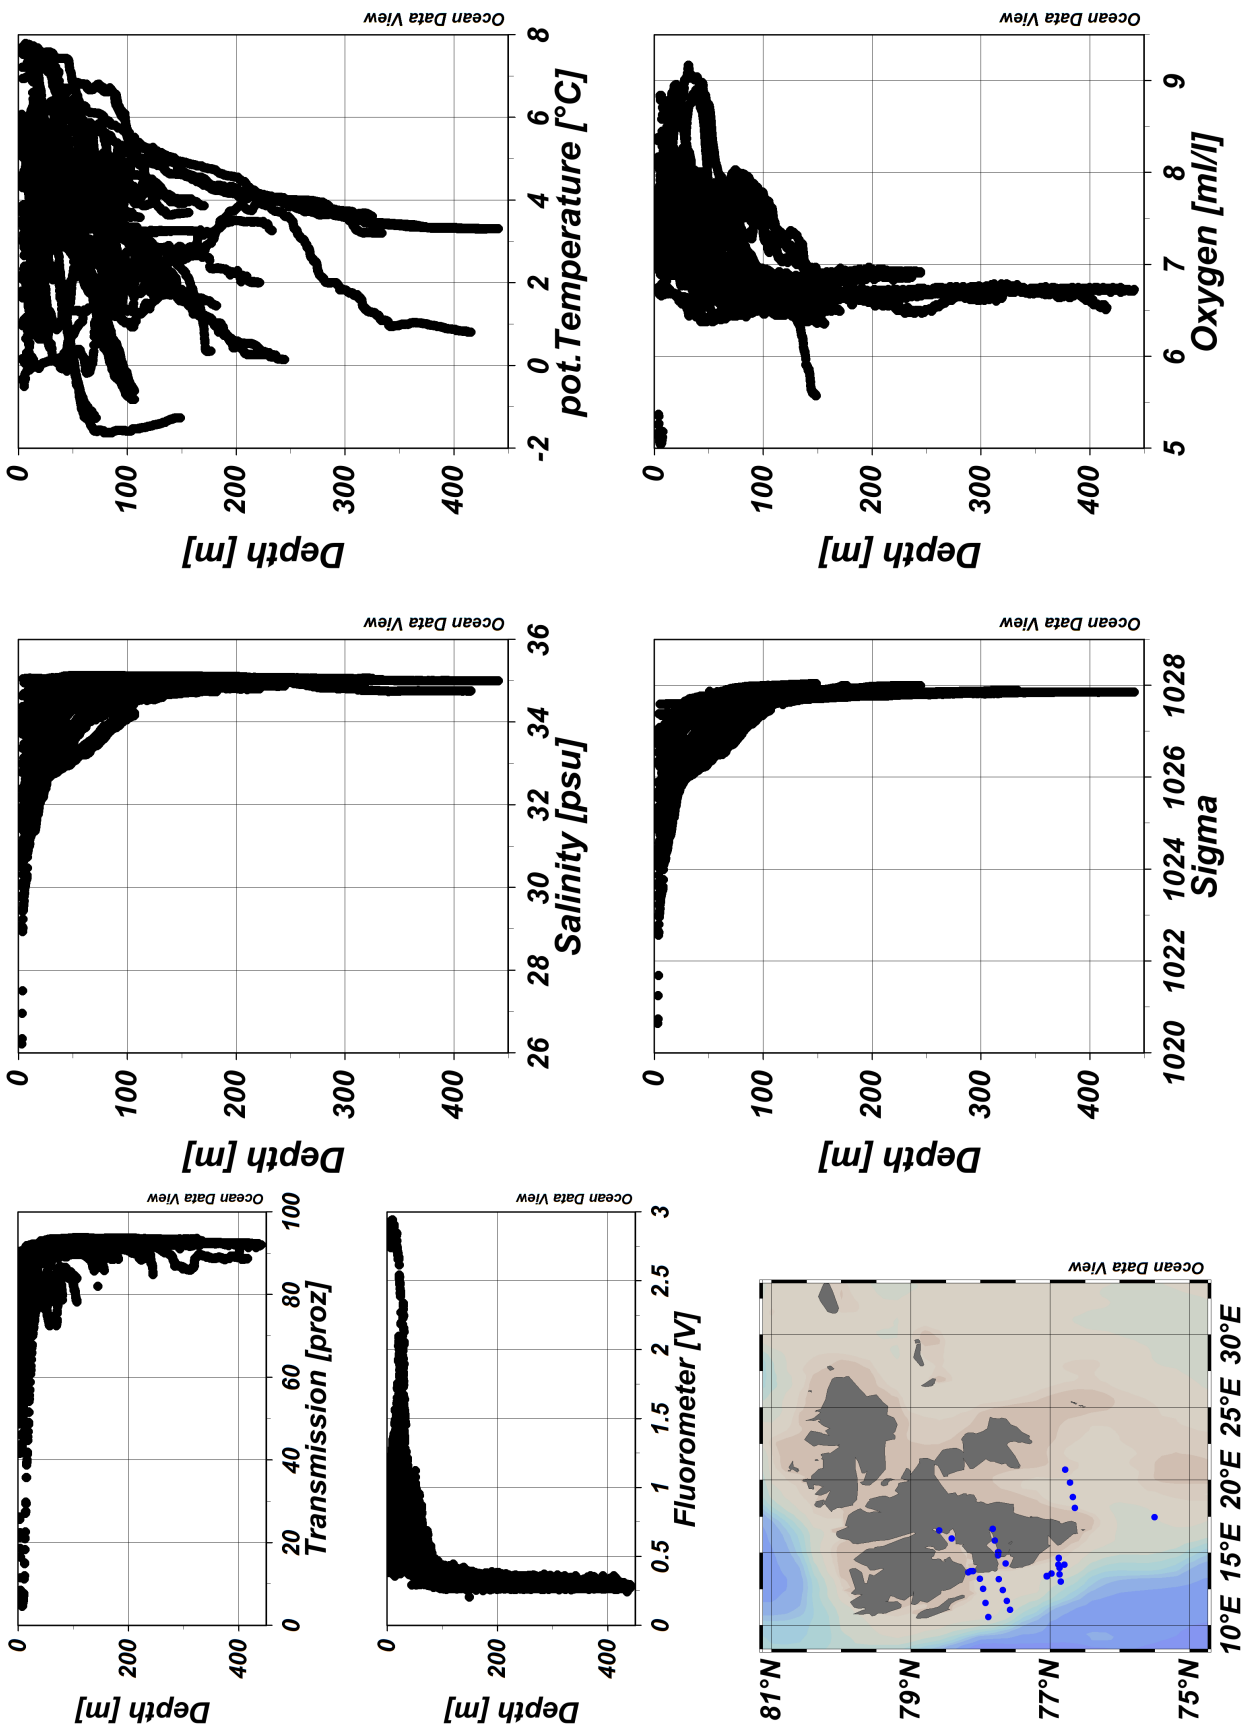 Ocean Data View
8
6
4
2
0
-2
pot.Temperature [°C]
0
100
200
300
400
Depth [m]
Ocean Data View
9
8
7
6
5
Oxygen [ml/l]
0
100
200
300
400
Depth [m]
Ocean Data View
36
34
32
30
28
26
Salinity [psu]
0
100
200
300
400
Depth [m]
Ocean Data View
1028
1026
1024
1022
1020
Sigma
0
100
200
300
400
Depth [m]
Ocean Data View
100
80
60
40
20
0
Transmission [proz]
0
200
400
Depth [m]
Ocean Data View
3
2.5
2
1.5
1
0.5
0
Fluorometer [V]
0
200
400
Depth [m]
Ocean Data View
30°E
25°E
20°E
15°E
10°E
81°N
79°N
77°N
75°N